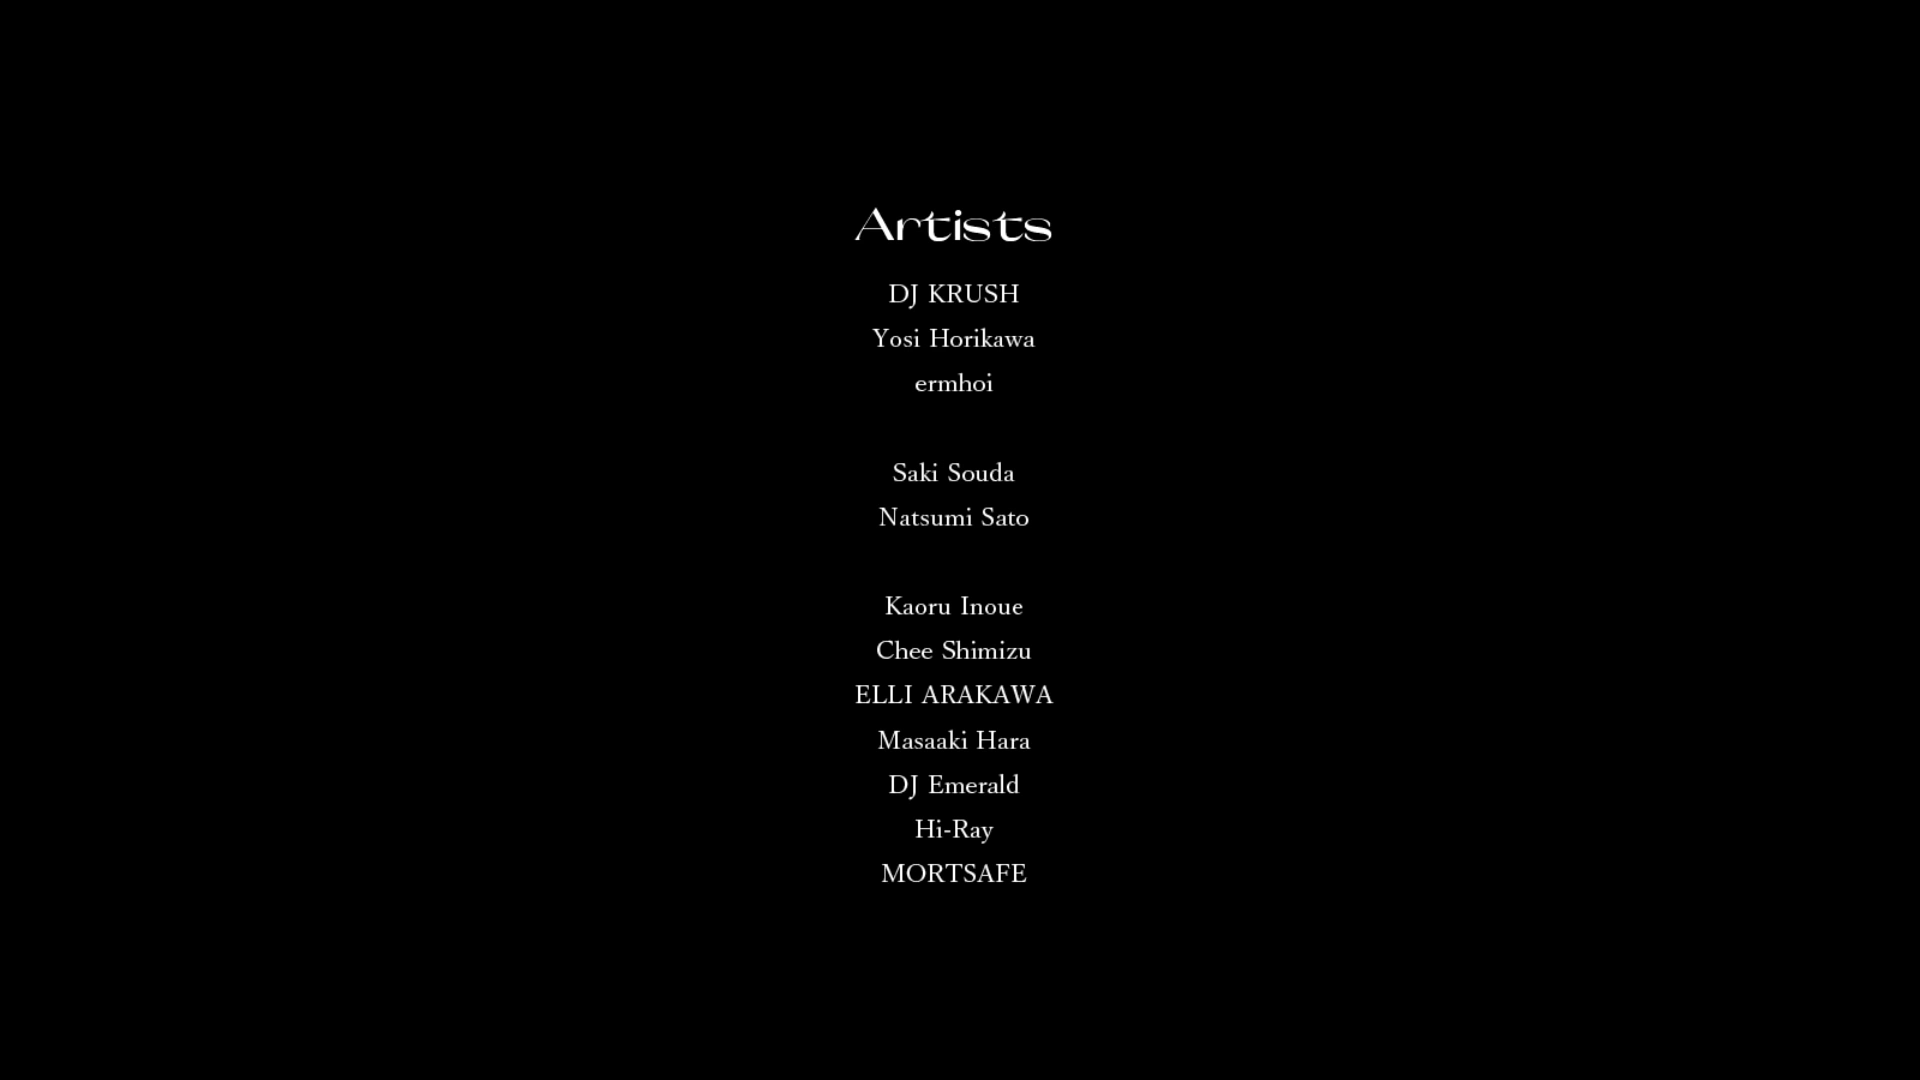 Artists
DJ KRUSH
Yosi Horikawa
ermhoi
Saki Souda
Natsumi Sato
Kaoru Inoue
Chee Shimizu
ELLI ARAKAWA
Masaaki Hara
DJ Emerald
Hi-Ray
MORTSAFE